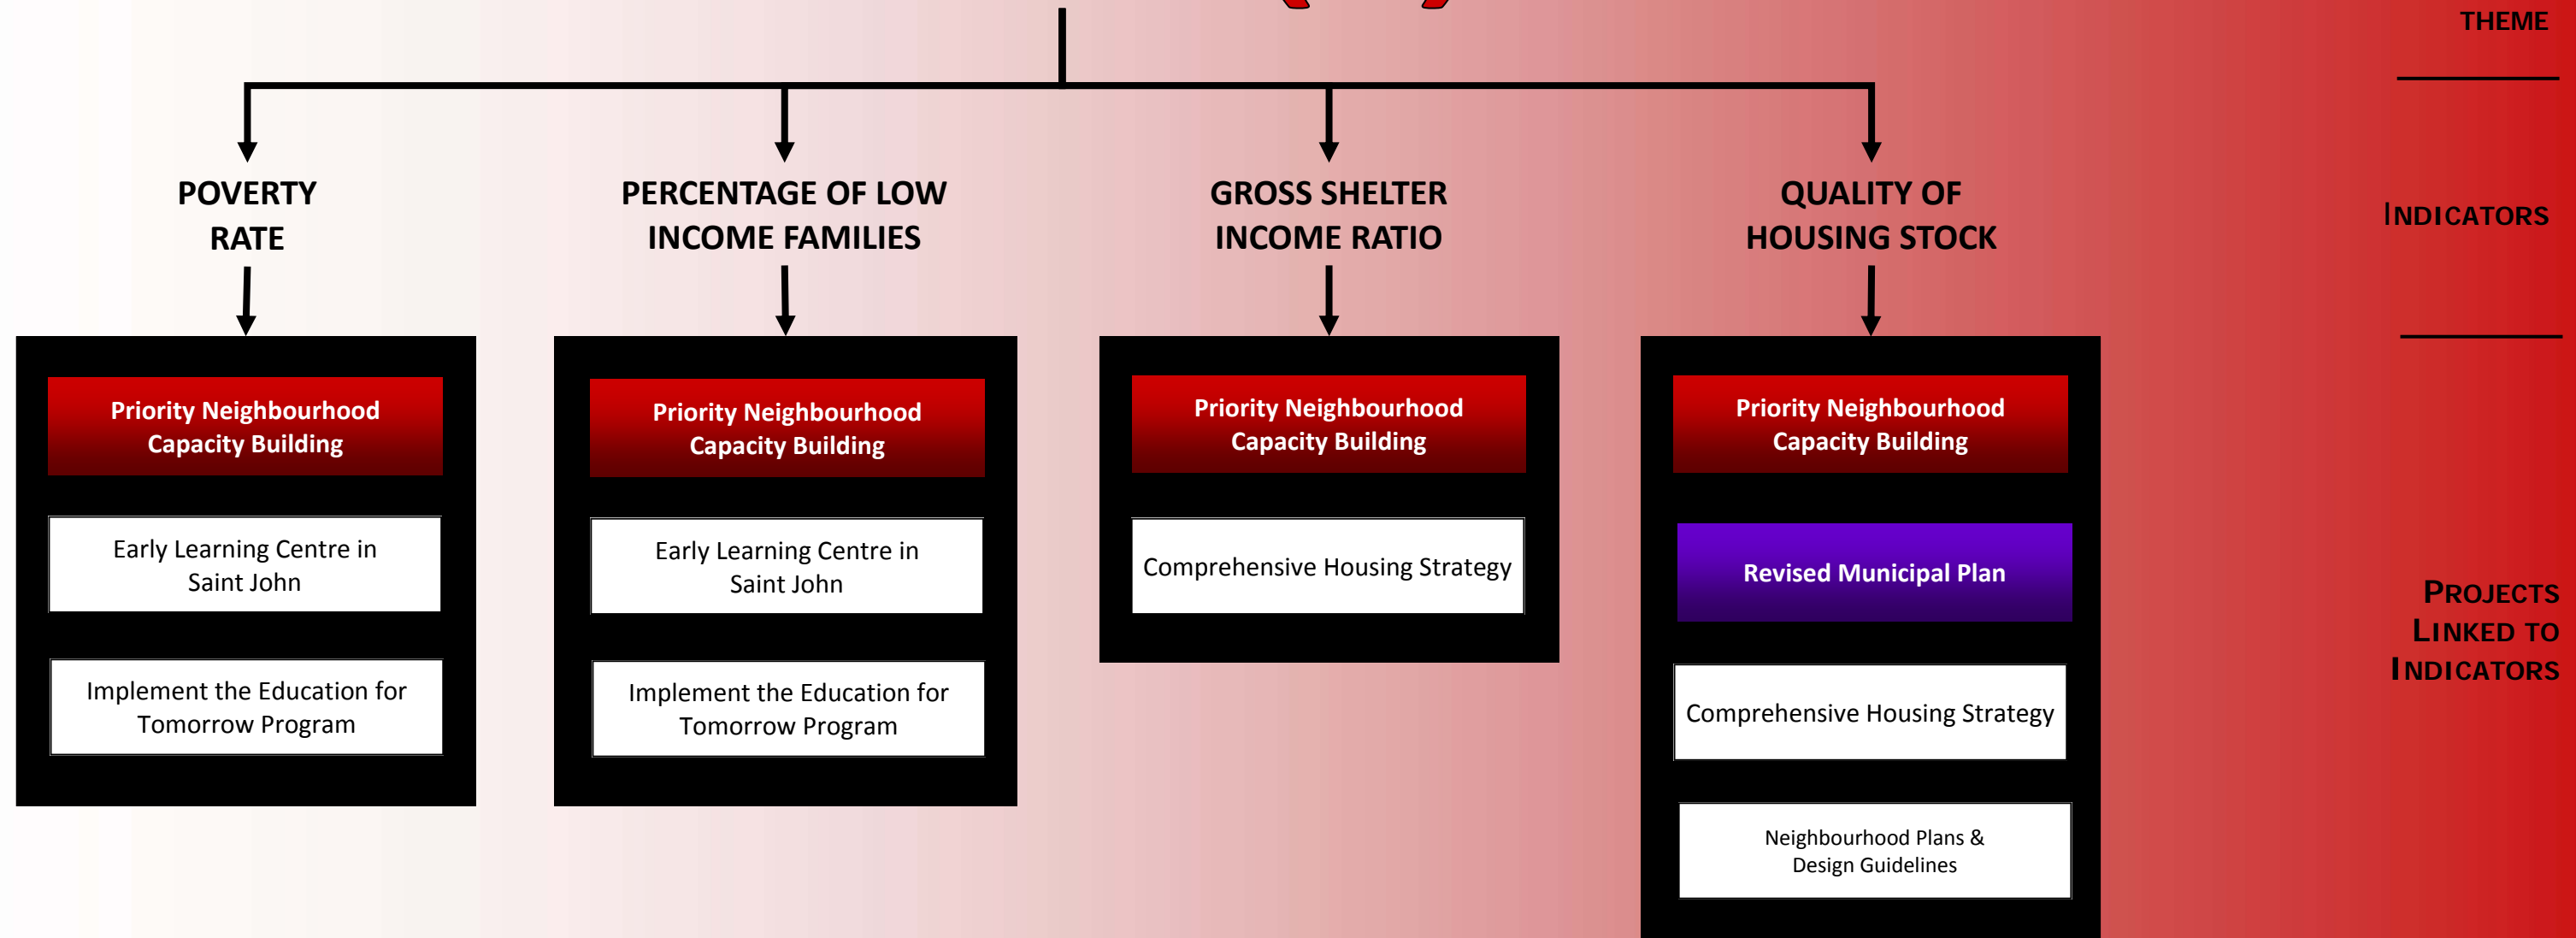 THEME
POVERTY
RATE
PERCENTAGE OF LOW
INCOME FAMILIES
GROSS SHELTER
INCOME RATIO
QUALITY OF
HOUSING STOCK
INDICATORS
Priority Neighbourhood
Capacity Building
Early Learning Centre in
Saint John
Implement the Education for
Tomorrow Program
Priority Neighbourhood
Capacity Building
Early Learning Centre in
Saint John
Implement the Education for
Tomorrow Program
Priority Neighbourhood
Capacity Building
Comprehensive Housing Strategy
Priority Neighbourhood
Capacity Building
Revised Municipal Plan
Comprehensive Housing Strategy
Neighbourhood Plans &
Design Guidelines
PROJECTS
LINKED TO
INDICATORS